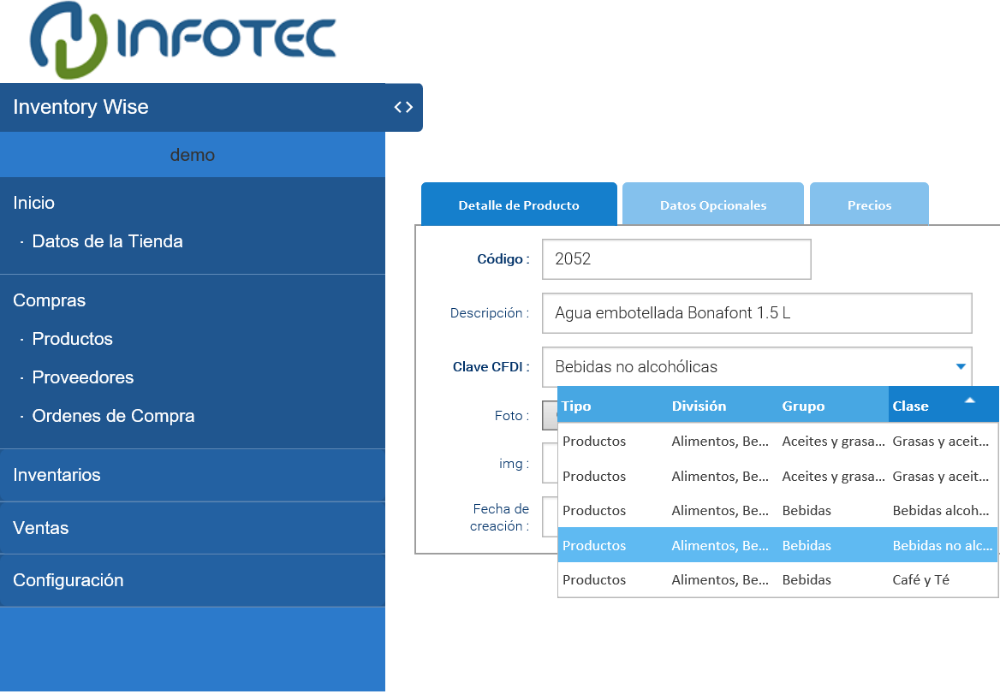 INFOTEC
Inventory Wise
demo
Inicio
· Datos de la Tienda
Compras
· Productos
· Proveedores
· Ordenes de Compra
Inventarios
Ventas
Configuración
Detalle de Producto Datos Opcionales Precios
Código : 2052
Descripción : Agua embotellada Bonafont 1.5 L
Clave CFDI : Bebidas no alcohólicas
Foto :
img :
Fecha de
creación :
Tipo División Grupo Clase
Productos Alimentos, Be... Aceites y grasa... Grasas y aceit...
Productos Alimentos, Be... Aceites y grasa... Grasas y aceit...
Productos Alimentos, Be... Bebidas Bebidas alcoh...
Productos Alimentos, Be... Bebidas Bebidas no alc...
Productos Alimentos, Be... Bebidas Café y Té